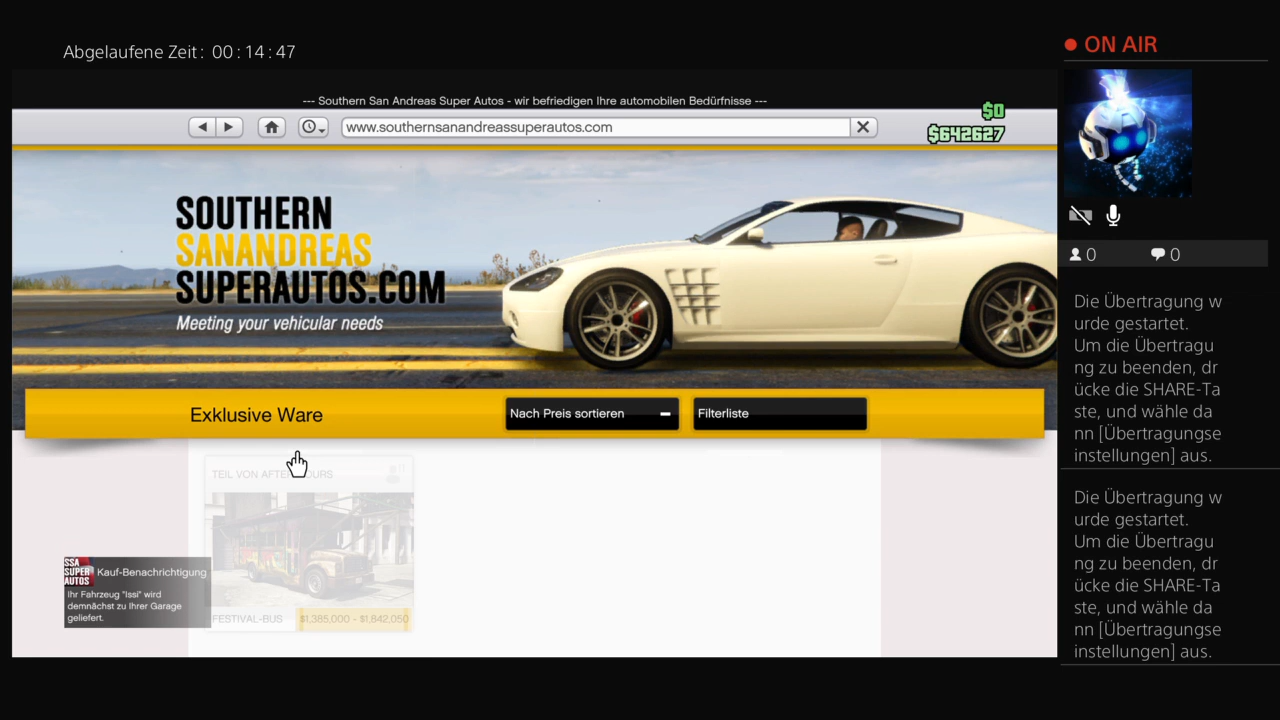 Abgelaufene Zeit: 00:14:47
ON AIR
--- Southern San Andreas Super Autos - wir befriedigen Ihre automobilen Bedürfnisse ---
$0
www.southernsanandreassuperautos.com
$642627
SOUTHERN
SANANDREAS
SUPERAUTOS.COM
Meeting your vehicular needs
0
0
Exklusive Ware
Nach Preis sortieren
Filterliste
TEIL VON AFTER HOURS
FESTIVAL-BUS
$1,385,000 - $1,842,050
SSA
SUPER
AUTOS
Kauf-Benachrichtigung
Ihr Fahrzeug "Issi" wird
demnächst zu Ihrer Garage
geliefert.
Die Übertragung w
urde gestartet.
Um die Übertragu
ng zu beenden, dr
ücke die SHARE-Ta
ste, und wähle da
nn [Übertragungse
instellungen] aus.
Die Übertragung w
urde gestartet.
Um die Übertragu
ng zu beenden, dr
ücke die SHARE-Ta
ste, und wähle da
nn [Übertragungse
instellungen] aus.